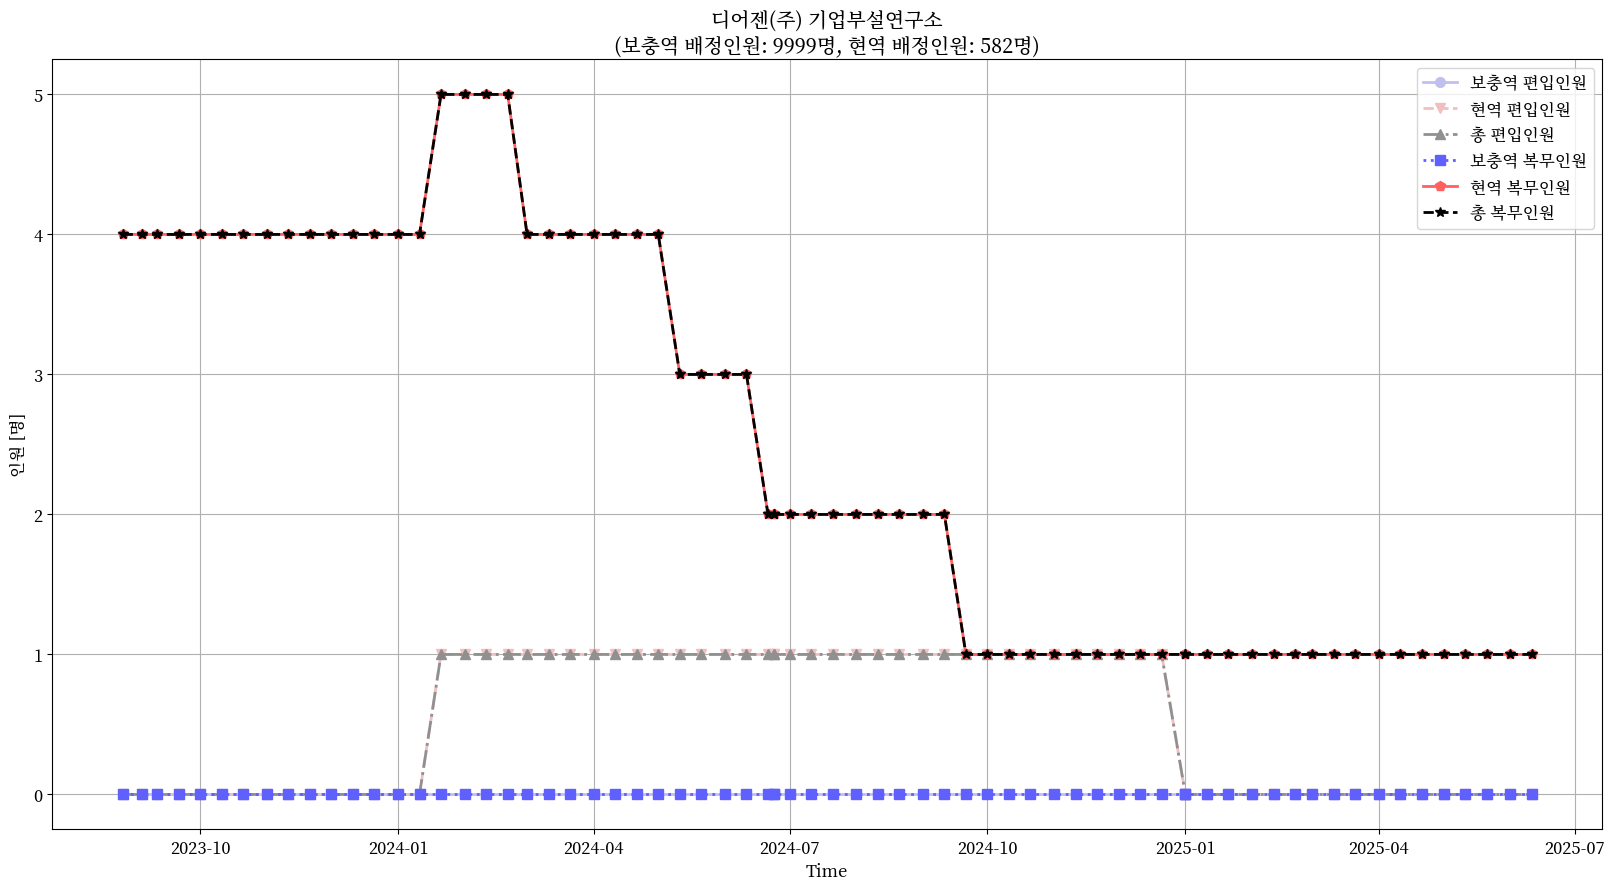 디어젠(주) 기업부설연구소
(보충역 배정인원: 9999명, 현역 배정인원: 582명)
보충역 편입인원
현역 편입인원
총 편입인원
보충역 복무인원
현역 복무인원
총 복무인원
인원 [명]
5
4
3
2
1
0
2023-10
2024-01
2024-04
2024-07
2024-10
2025-01
2025-04
2025-07
Time